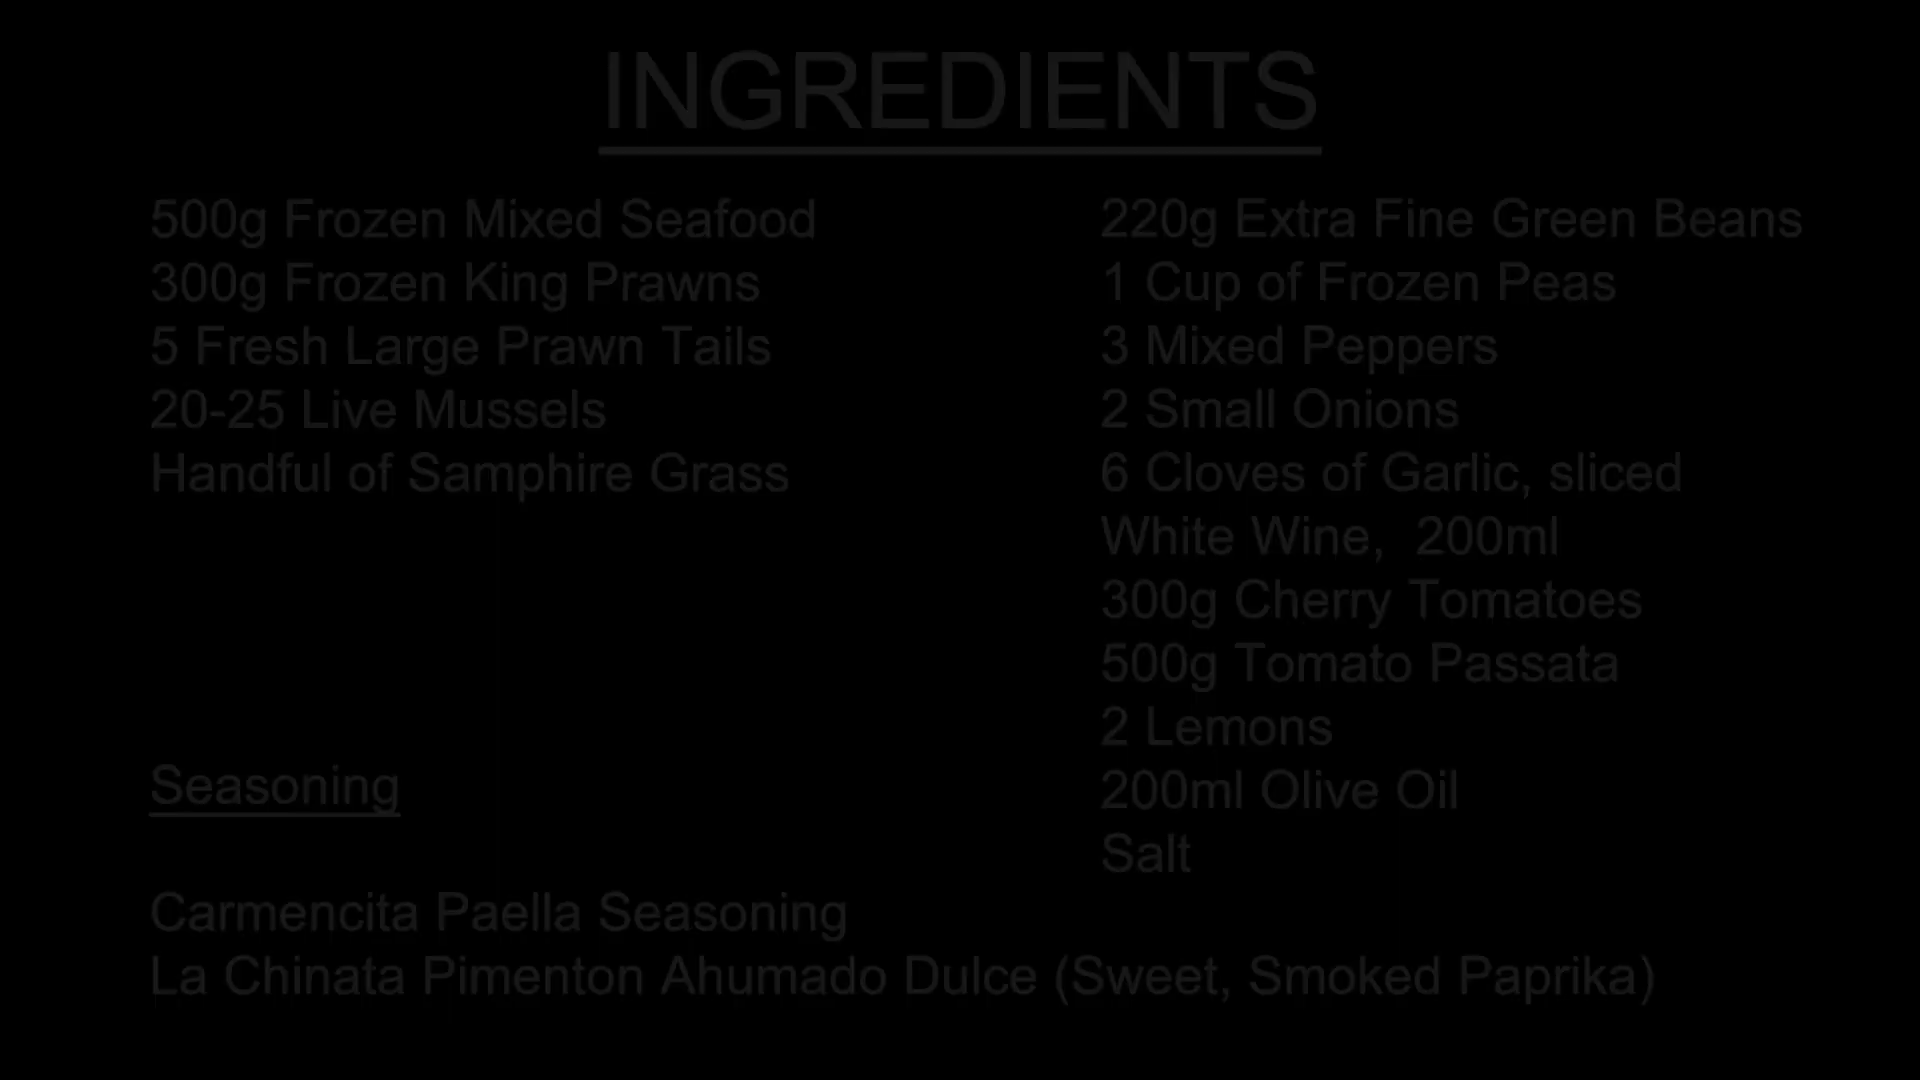 INGREDIENTS
500g Frozen Mixed Seafood
300g Frozen King Prawns
5 Fresh Large Prawn Tails
20-25 Live Mussels
Handful of Samphire Grass
220g Extra Fine Green Beans
1 Cup of Frozen Peas
3 Mixed Peppers
2 Small Onions
6 Cloves of Garlic, sliced
White Wine,  200ml
300g Cherry Tomatoes
500g Tomato Passata
2 Lemons
200ml Olive Oil
Salt
Seasoning
Carmencita Paella Seasoning
La Chinata Pimenton Ahumado Dulce (Sweet, Smoked Paprika)